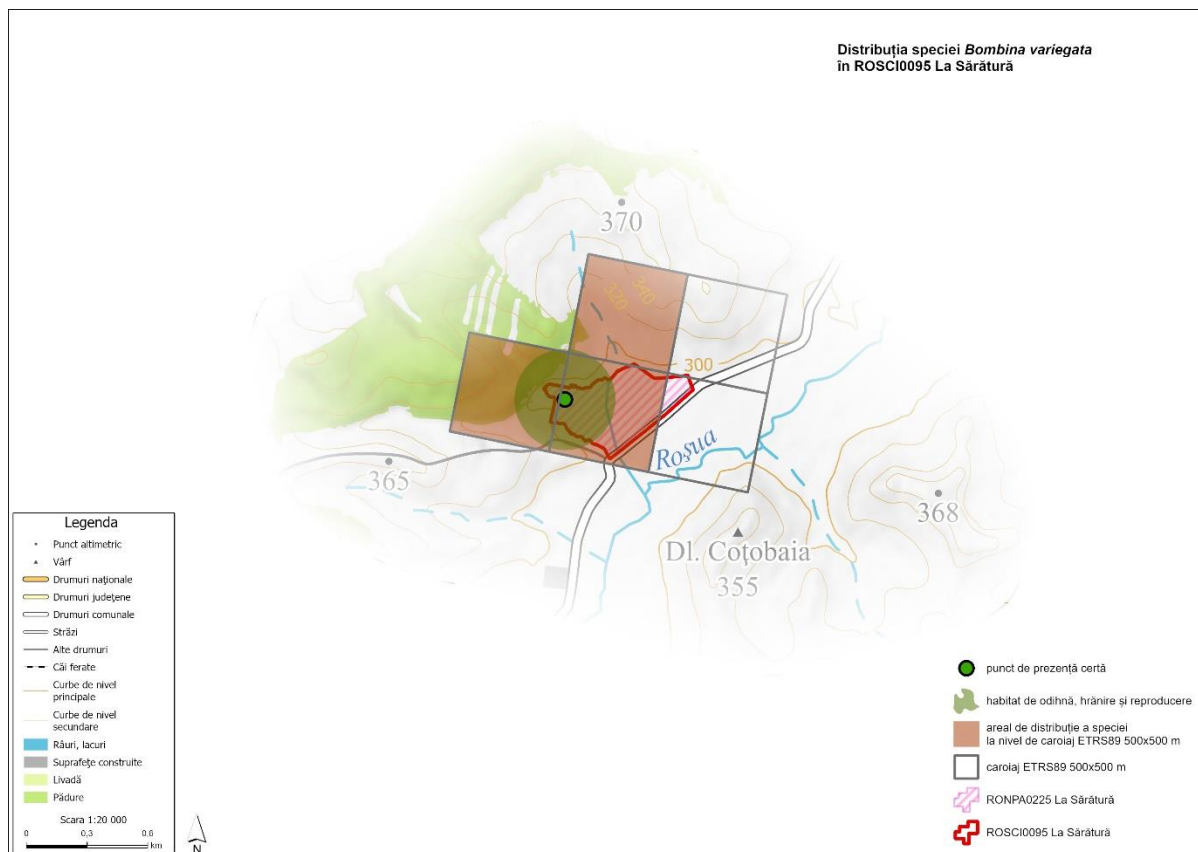 Distribuția speciei Bombina variegata
în ROSCI0095 La Sărătură
370
320
340
300
Roșua
365
368
Dl. Coțobaia
355
Legenda
Punct altimetric
Vârf
Drumuri naționale
Drumuri județene
Drumuri comunale
Străzi
Alte drumuri
Căi ferate
Curbe de nivel
principale
Curbe de nivel
secundare
Râuri, lacuri
Suprafețe construite
Livadă
Pădure
Scara 1:20 000
0 0,3 0,6
km
N
punct de prezență certă
habitat de odihnă, hrănire și reproducere
areal de distribuție a speciei
la nivel de caroiaj ETRS89 500x500 m
caroiaj ETRS89 500x500 m
RONPA0225 La Sărătură
ROSCI0095 La Sărătură